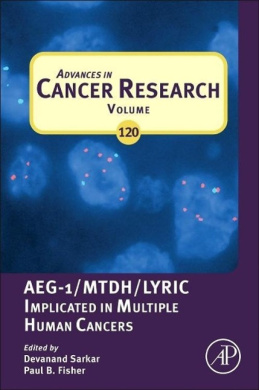 ADVANCES IN
CANCER RESEARCH
VOLUME
120
AEG-1/MTDH/LYRIC
IMPLICATED IN MULTIPLE
HUMAN CANCERS
Edited by
Devanand Sarkar
Paul B. Fisher
AP